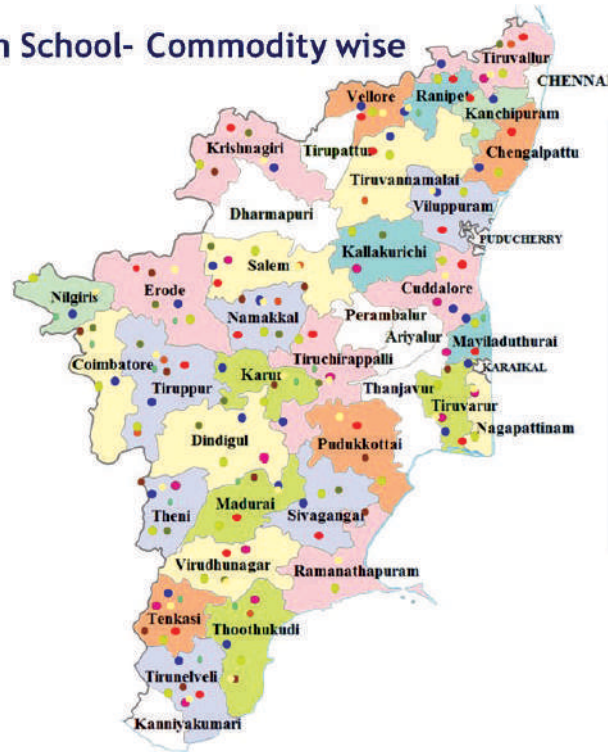 School- Commodity wise
Tiruvallur
CHENNAI
Vellore
Ranipet
Kanchipuram
Krishnagiri
Tirupattur
Chengalpattu
Tiruvannamalai
Viluppuram
Dharmapuri
PUDUCHERRY
Kallakurichi
Salem
Cuddalore
Nilgiris
Erode
Namakkal
Perambalur
Ariyalur
Mayiladuthurai
Tiruchirappalli
KARAIKAL
Coimbatore
Tiruppur
Karur
Thanjavur
Tiruvarur
Nagapattinam
Dindigul
Pudukkottai
Theni
Madurai
Sivagangai
Virudhunagar
Ramanathapuram
Tenkasi
Thoothukudi
Tirunelveli
Kanniyakumari